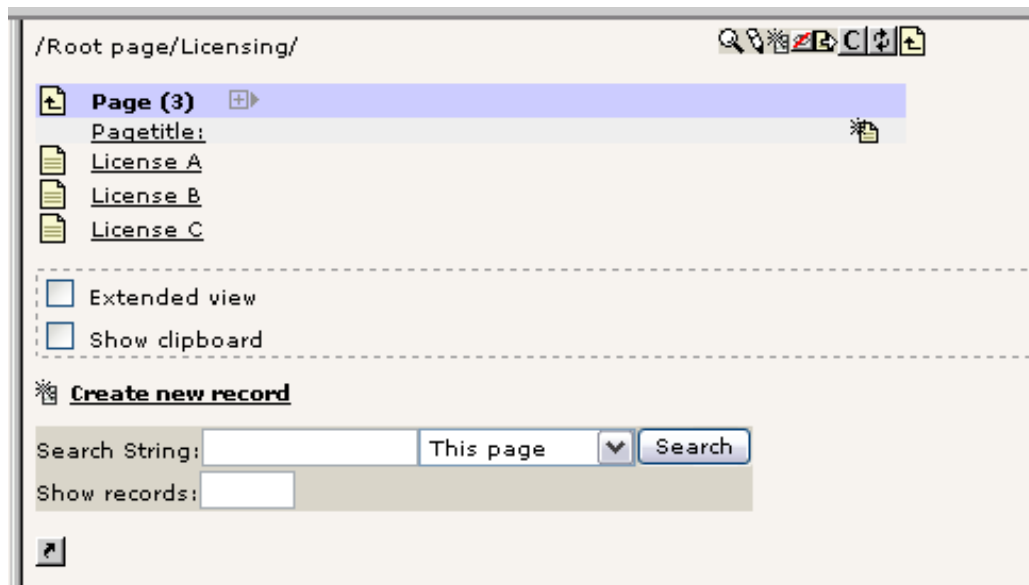 /Root page/Licensing/
C
Page (3)
Pagetitle:
License A
License B
License C
Extended view
Show clipboard
Create new record
Search String: This page Search
Show records: